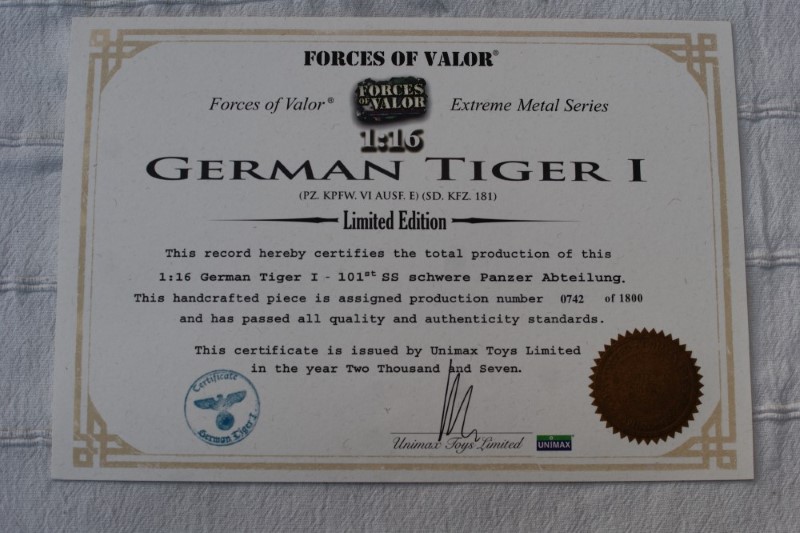 FORCES OF VALOR®
Forces of Valor® FORCES OF VALOR Extreme Metal Series
1:16
GERMAN TIGER I
(PZ. KPFW. VI AUSF. E) (SD. KFZ. 181)
Limited Edition
This record hereby certifies the total production of this
1:16 German Tiger I - 101st SS schwere Panzer Abteilung.
This handcrafted piece is assigned production number 0742 of 1800
and has passed all quality and authenticity standards.
This certificate is issued by Unimax Toys Limited
in the year Two Thousand and Seven.
Certificate
German Tiger I
Unimax Toys Limited
UNIMAX